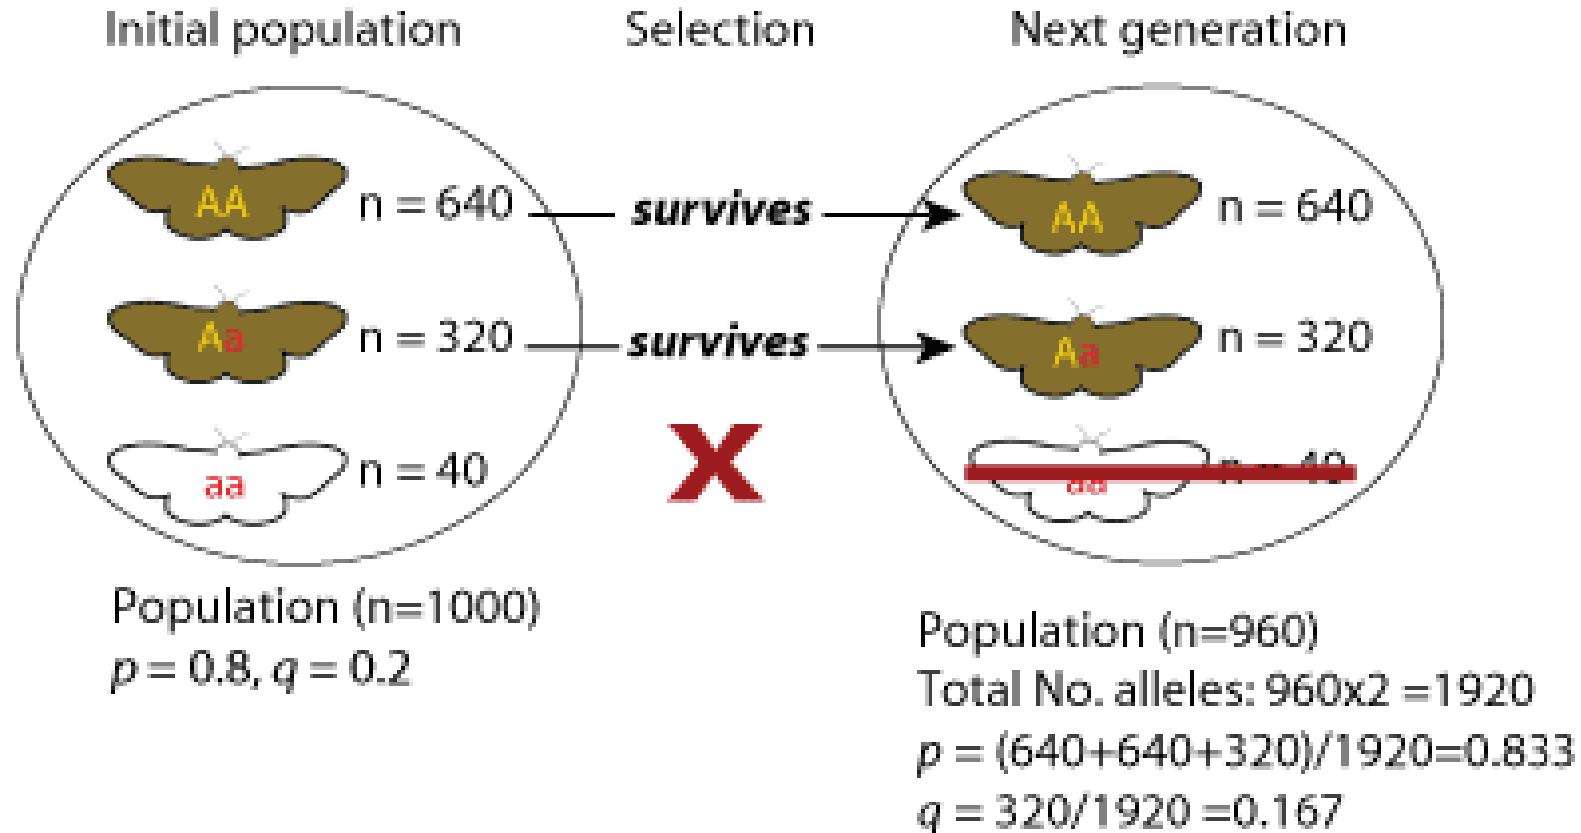 Initial population Selection Next generation
AA n = 640 survives AA n = 640
Aa n = 320 survives Aa n = 320
aa n = 40 X aa n = 40
Population (n=1000)
p = 0.8, q = 0.2
Population (n=960)
Total No. alleles: 960x2 =1920
p = (640+640+320)/1920=0.833
q = 320/1920 =0.167